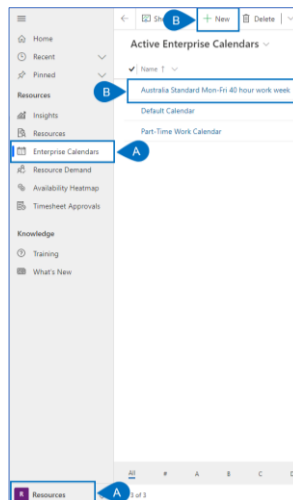 Sh
B
New
Delete
Home
Recent
Pinned
Resources
Insights
Resources
Enterprise Calendars
A
Resource Demand
Availability Heatmap
Timesheet Approvals
Knowledge
Training
What's New
R Resources
A
Active Enterprise Calendars
Name ↑
B
Australia Standard Mon-Fri 40 hour work week
Default Calendar
Part-Time Work Calendar
All # A B C D
3 of 3